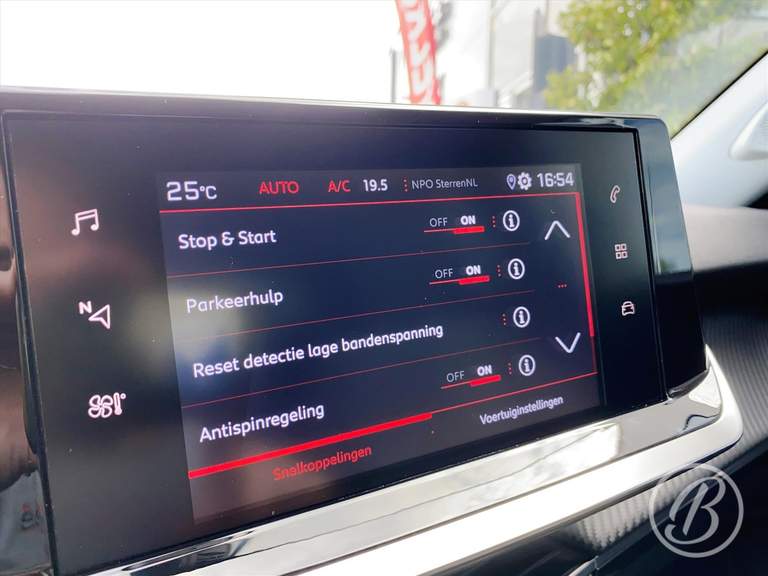 25°C AUTO A/C 19.5 NPO SterrenNL 16:54
Stop & Start OFF ON
Parkeerhulp OFF ON
Reset detectie lage bandenspanning
Antispinregeling OFF ON
Snalkoppelingen Voertuiginstellingen
N
B